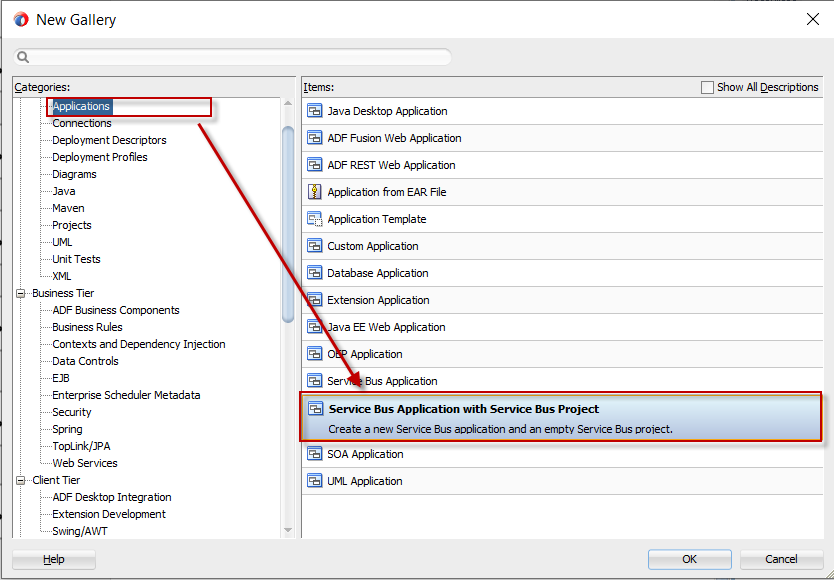 New Gallery
Categories:
Applications
Connections
Deployment Descriptors
Deployment Profiles
Diagrams
Java
Maven
Projects
UML
Unit Tests
XML
Business Tier
ADF Business Components
Business Rules
Contexts and Dependency Injection
Data Controls
EJB
Enterprise Scheduler Metadata
Security
Spring
TopLink/JPA
Web Services
Client Tier
ADF Desktop Integration
Extension Development
Swing/AWT
Items:
Show All Descriptions
Java Desktop Application
ADF Fusion Web Application
ADF REST Web Application
Application from EAR File
Application Template
Custom Application
Database Application
Extension Application
Java EE Web Application
OEP Application
Service Bus Application
Service Bus Application with Service Bus Project
Create a new Service Bus application and an empty Service Bus project.
SOA Application
UML Application
Help
OK
Cancel